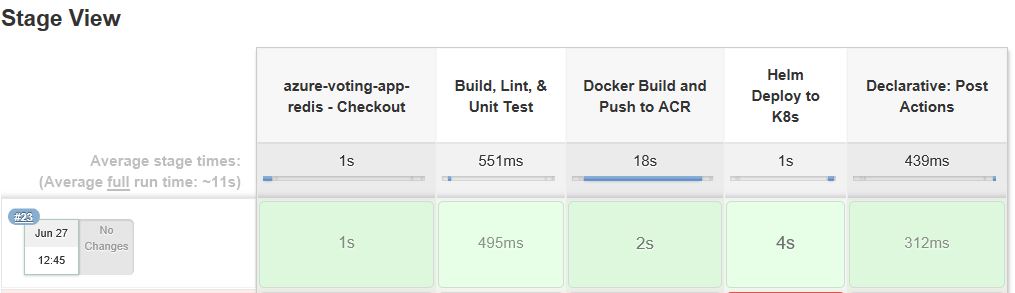 Stage View
azure-voting-app-
redis - Checkout
Build, Lint, &
Unit Test
Docker Build and
Push to ACR
Helm
Deploy to
K8s
Declarative: Post
Actions
Average stage times:
(Average full run time: ~11s)
1s
551ms
18s
1s
439ms
#23
Jun 27
12:45
No
Changes
1s
495ms
2s
4s
312ms